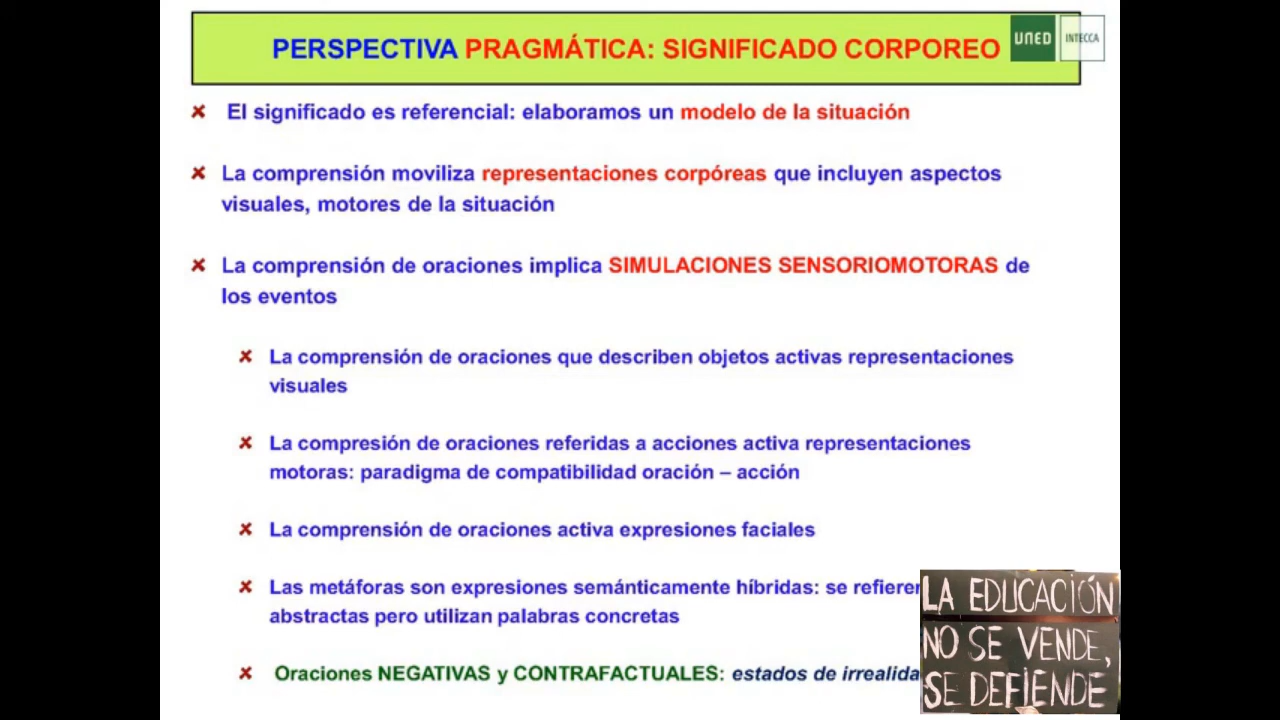 PERSPECTIVA PRAGMÁTICA: SIGNIFICADO CORPOREO
UNED
INTECCA
El significado es referencial: elaboramos un modelo de la situación
La comprensión moviliza representaciones corpóreas que incluyen aspectos
visuales, motores de la situación
La comprensión de oraciones implica SIMULACIONES SENSORIOMOTORAS de
los eventos
La comprensión de oraciones que describen objetos activas representaciones
visuales
La compresión de oraciones referidas a acciones activa representaciones
motoras: paradigma de compatibilidad oración – acción
La comprensión de oraciones activa expresiones faciales
Las metáforas son expresiones semánticamente híbridas: se refieren
abstractas pero utilizan palabras concretas
Oraciones NEGATIVAS y CONTRAFACTUALES: estados de irrealida
LA EDUCACIÓN
NO SE VENDE,
SE DEFIENDE